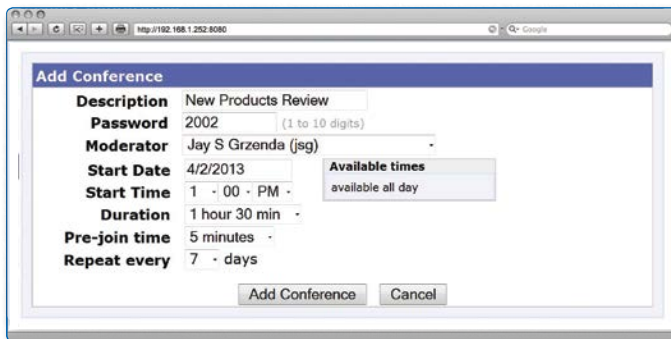 http://192.168.1.252:8080
Google
Add Conference
Description New Products Review
Password 2002 (1 to 10 digits)
Moderator Jay S Grzenda (jsg)
Start Date 4/2/2013
Available times
available all day
Start Time 1 00 PM
Duration 1 hour 30 min
Pre-join time 5 minutes
Repeat every 7 days
Add Conference Cancel